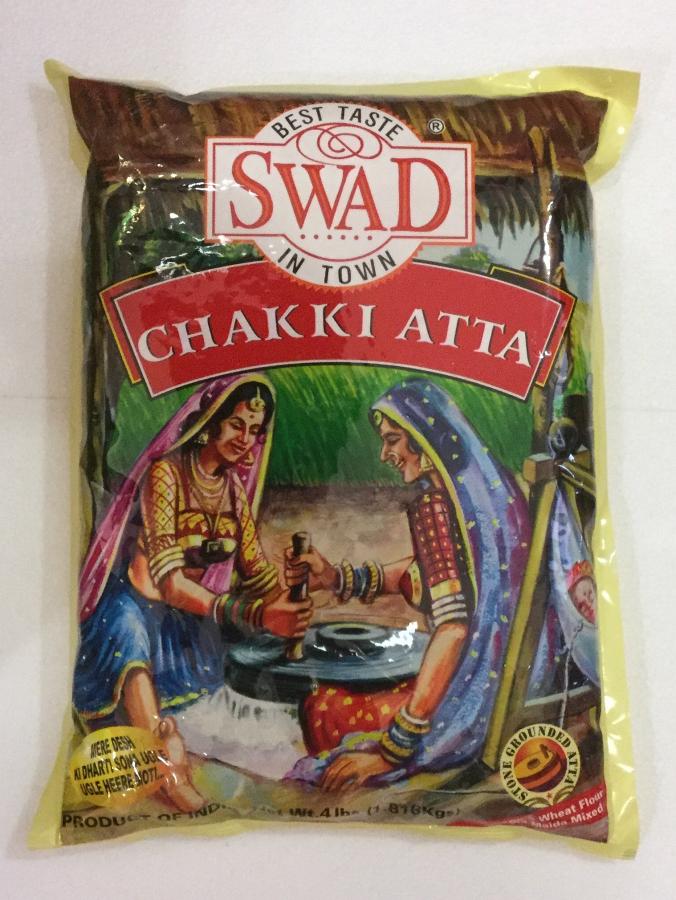 BEST TASTE
®
SWAD
IN TOWN
CHAKKI ATTA
MERE DESH
KI DHARTI SONA UGLE
UGLE HEERE MOTI...
STONE GROUNDED ATTA
PRODUCT OF INDIA Net Wt.4 lbs (1.816Kgs)
Wheat Flour
Maida Mixed